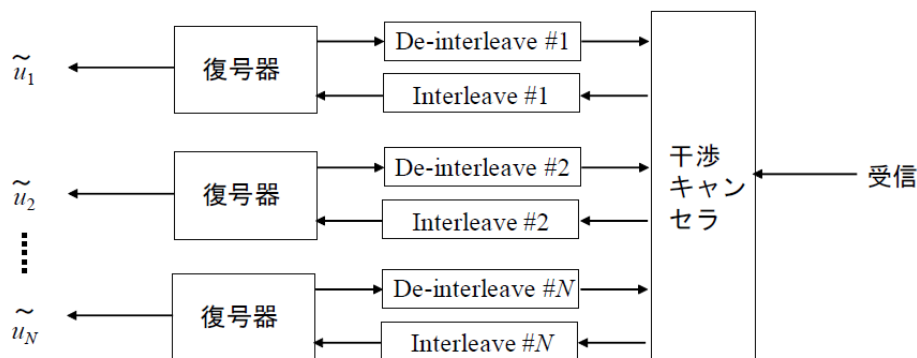 De-interleave #1
復号器
ũ1
Interleave #1
De-interleave #2
干渉
キャン
セラ
受信
復号器
ũ2
Interleave #2
De-interleave #N
復号器
ũN
Interleave #N